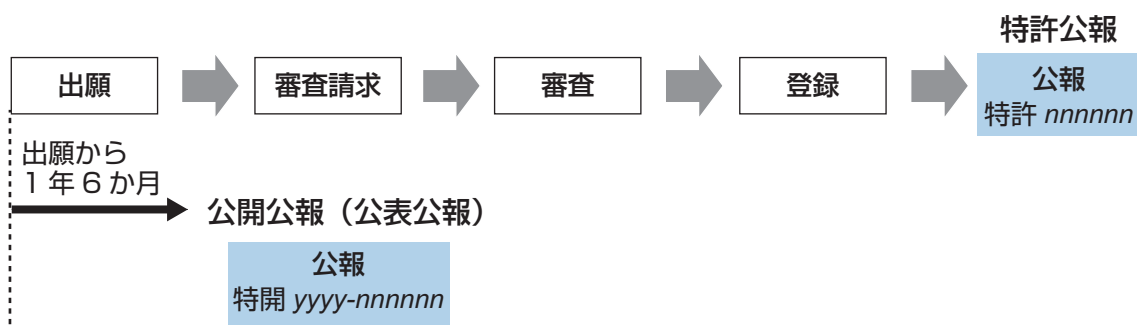 特許公報
出願
審査請求
審査
登録
公報
特許 nnnnnn
出願から
1年6か月
公開公報（公表公報）
公報
特開 yyyy-nnnnnn